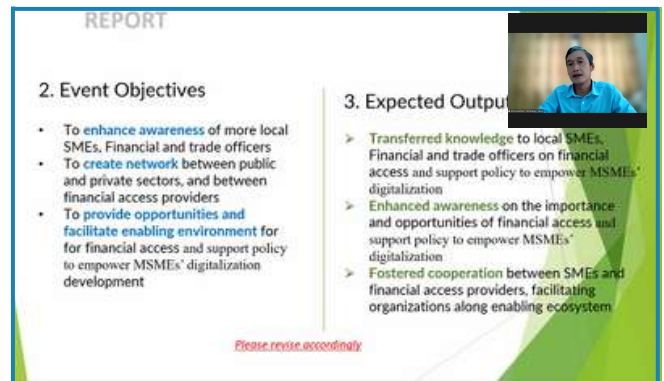 REPORT
2. Event Objectives
• To enhance awareness of more local
SMEs, Financial and trade officers
• To create network between public
and private sectors, and between
financial access providers
• To provide opportunities and
facilitate enabling environment for
for financial access and support policy
to empower MSMEs' digitalization
development
3. Expected Output
➢ Transferred knowledge to local SMEs,
Financial and trade officers on financial
access and support policy to empower MSMEs'
digitalization
➢ Enhanced awareness on the importance
and opportunities of financial access and
support policy to empower MSMEs'
digitalization
➢ Fostered cooperation between SMEs and
financial access providers, facilitating
organizations along enabling ecosystem
Please revise accordingly